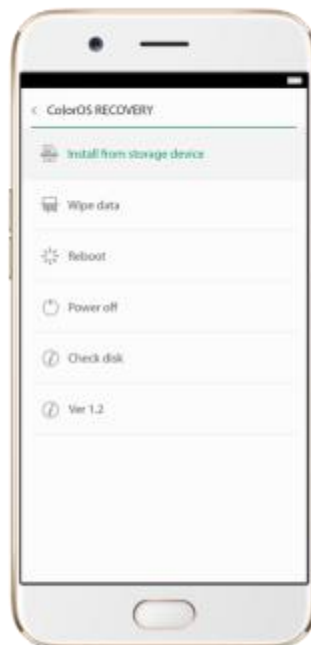 ColorOS RECOVERY
Install from storage device
Wipe data
Reboot
Power off
Check disk
Ver 1.2